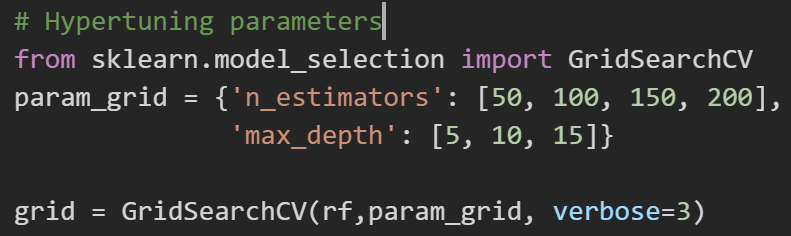 # Hypertuning parameters
from sklearn.model_selection import GridSearchCV
param_grid = {'n_estimators': [50, 100, 150, 200],
'max_depth': [5, 10, 15]}
grid = GridSearchCV(rf,param_grid, verbose=3)